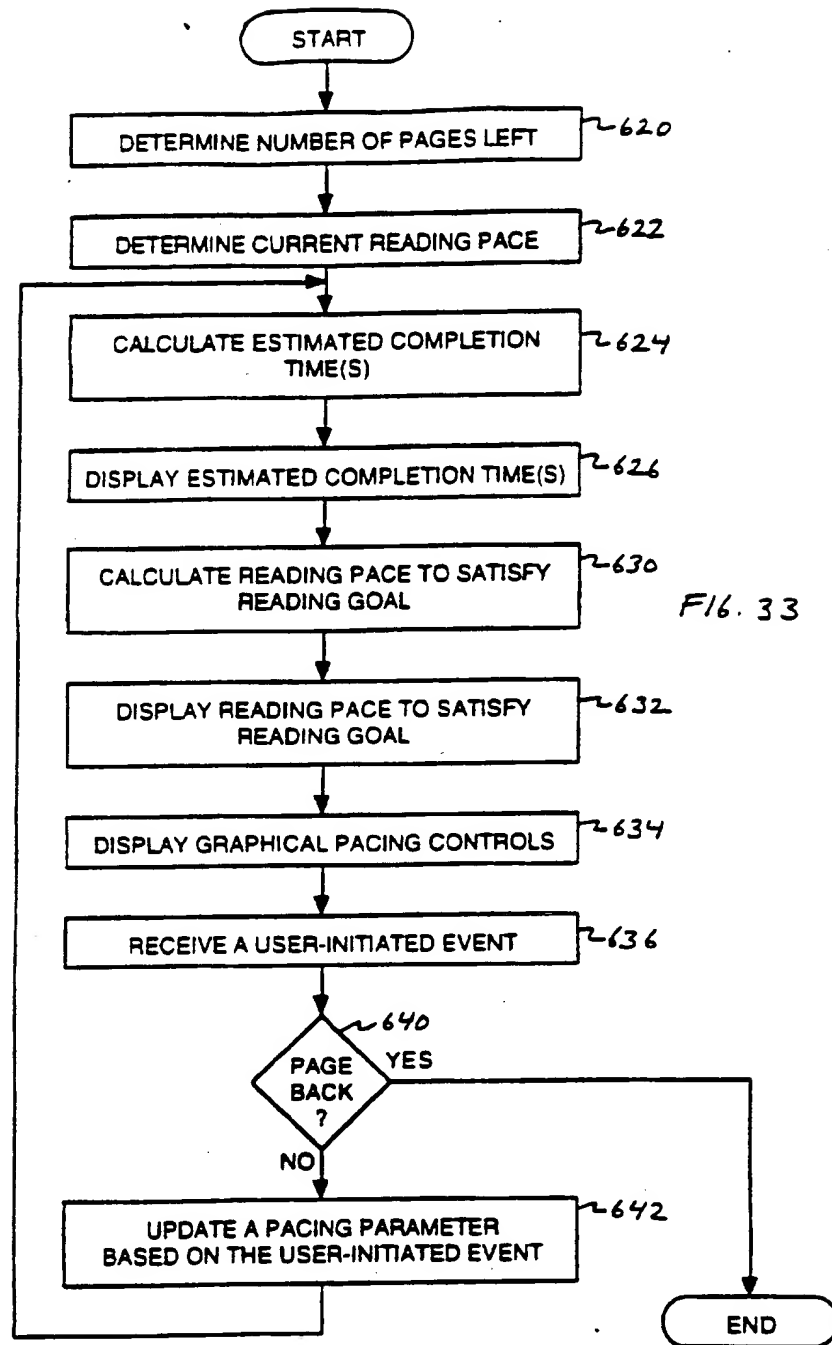 START
DETERMINE NUMBER OF PAGES LEFT
620
DETERMINE CURRENT READING PACE
622
CALCULATE ESTIMATED COMPLETION
TIME(S)
624
DISPLAY ESTIMATED COMPLETION TIME(S)
626
CALCULATE READING PACE TO SATISFY
READING GOAL
630
FIG. 33
DISPLAY READING PACE TO SATISFY
READING GOAL
632
DISPLAY GRAPHICAL PACING CONTROLS
634
RECEIVE A USER-INITIATED EVENT
636
640
PAGE
BACK
?
YES
NO
UPDATE A PACING PARAMETER
BASED ON THE USER-INITIATED EVENT
642
END